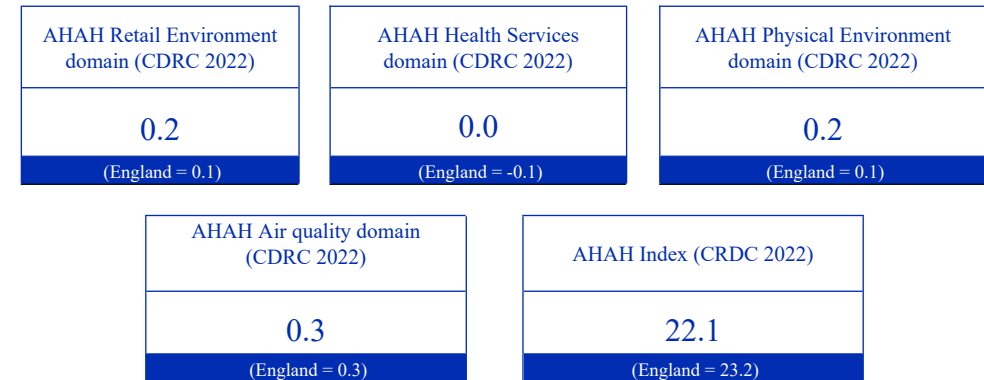 AHAH Retail Environment
domain (CDRC 2022)
0.2
(England = 0.1)
AHAH Health Services
domain (CDRC 2022)
0.0
(England = -0.1)
AHAH Physical Environment
domain (CDRC 2022)
0.2
(England = 0.1)
AHAH Air quality domain
(CDRC 2022)
0.3
(England = 0.3)
AHAH Index (CRDC 2022)
22.1
(England = 23.2)